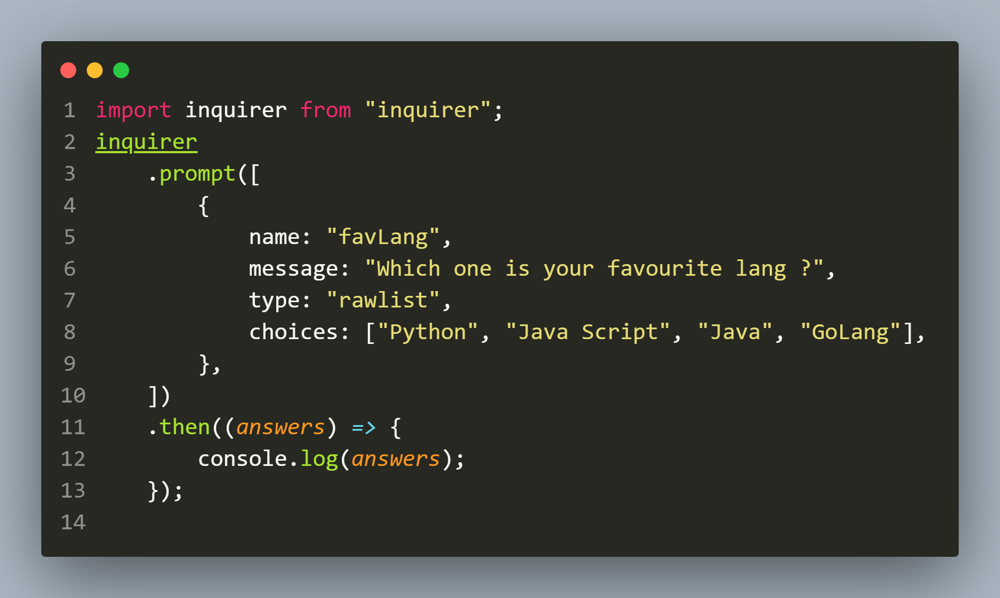 1 import inquirer from "inquirer";
2 inquirer
3     .prompt([
4         {
5             name: "favLang",
6             message: "Which one is your favourite lang ?",
7             type: "rawlist",
8             choices: ["Python", "Java Script", "Java", "GoLang"],
9         },
10     ])
11     .then((answers) => {
12         console.log(answers);
13     });
14